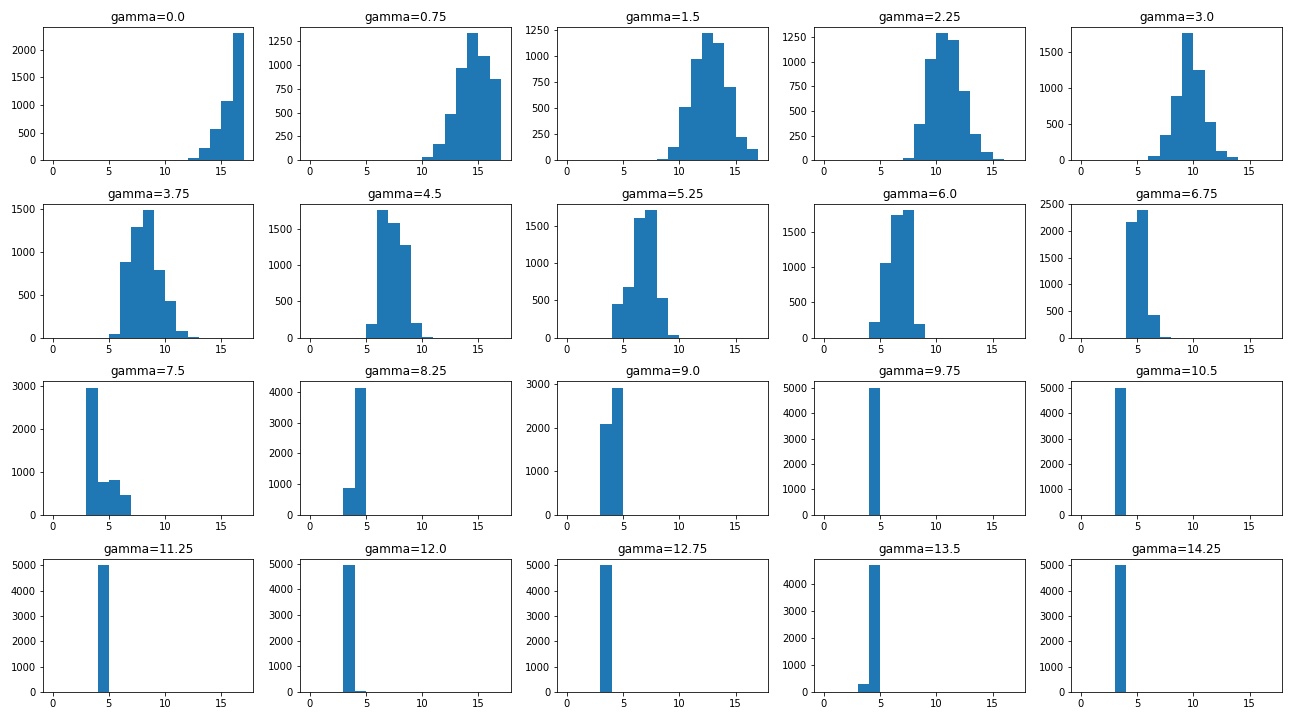 gamma=0.0 gamma=0.75 gamma=1.5 gamma=2.25 gamma=3.0
2000 1250 1250 1250 1500
1500 1000 1000 1000 1000
1000 750 750 750 500
500 500 500 500 0
0 250 250 250
0 0 0
0 5 10 15 0 5 10 15 0 5 10 15 0 5 10 15 0 5 10 15
gamma=3.75 gamma=4.5 gamma=5.25 gamma=6.0 gamma=6.75
1500 1500 1500 1500 2500
1000 1000 1000 1000 2000
500 500 500 500 1500
0 0 0 0 1000
500
0
0 5 10 15 0 5 10 15 0 5 10 15 0 5 10 15 0 5 10 15
gamma=7.5 gamma=8.25 gamma=9.0 gamma=9.75 gamma=10.5
3000 4000 3000 5000 5000
2000 3000 2000 4000 4000
1000 2000 1000 3000 3000
0 1000 0 2000 2000
0 1000 1000
0 0
0 5 10 15 0 5 10 15 0 5 10 15 0 5 10 15 0 5 10 15
gamma=11.25 gamma=12.0 gamma=12.75 gamma=13.5 gamma=14.25
5000 5000 5000 4000 5000
4000 4000 4000 3000 4000
3000 3000 3000 2000 3000
2000 2000 2000 1000 2000
1000 1000 1000 0 1000
0 0 0 0
0 5 10 15 0 5 10 15 0 5 10 15 0 5 10 15 0 5 10 15